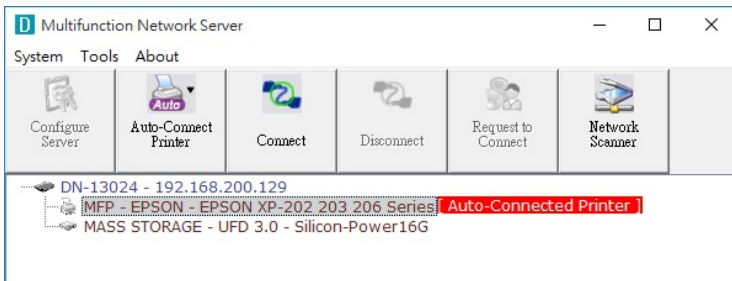 D Multifunction Network Server
System Tools About
Configure Server
Auto
Auto-Connect Printer
Connect
Disconnect
Request to Connect
Network Scanner
DN-13024 - 192.168.200.129
MFP - EPSON - EPSON XP-202 203 206 Series [ Auto-Connected Printer ]
MASS STORAGE - UFD 3.0 - Silicon-Power16G